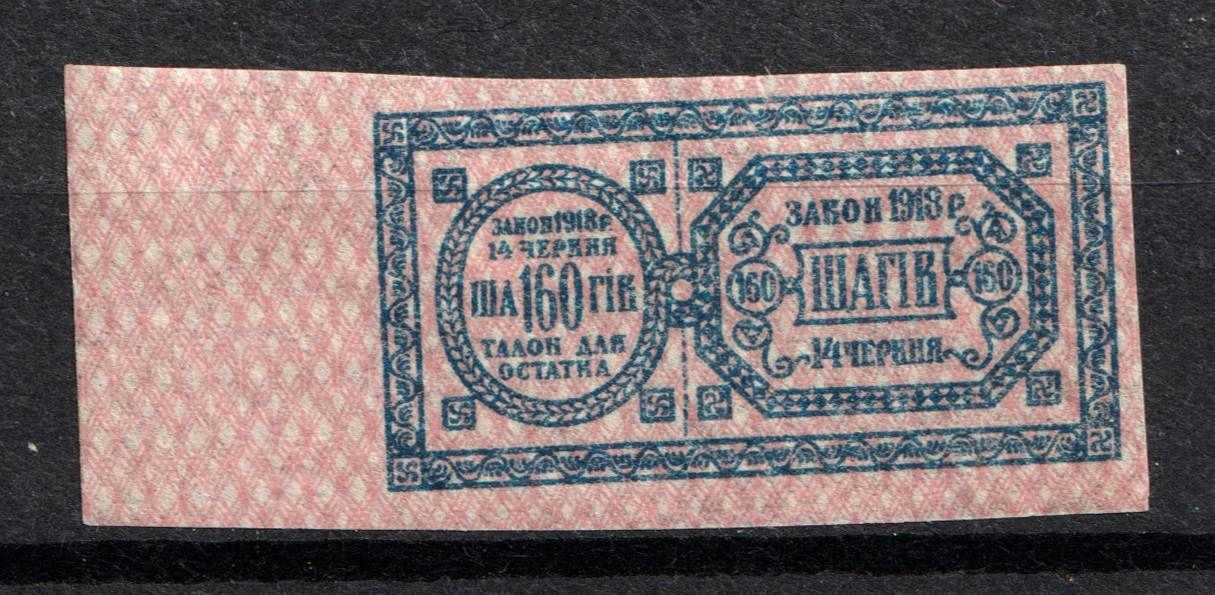 ЗАКОН 1918 р
14 ЧЕРВНЯ
ША 160 ГІВ
ТАЛОН ДЛЯ
ОСТАТКА
ЗАКОН 1918 Р
160 ШАГІВ 160
14 ЧЕРВНЯ